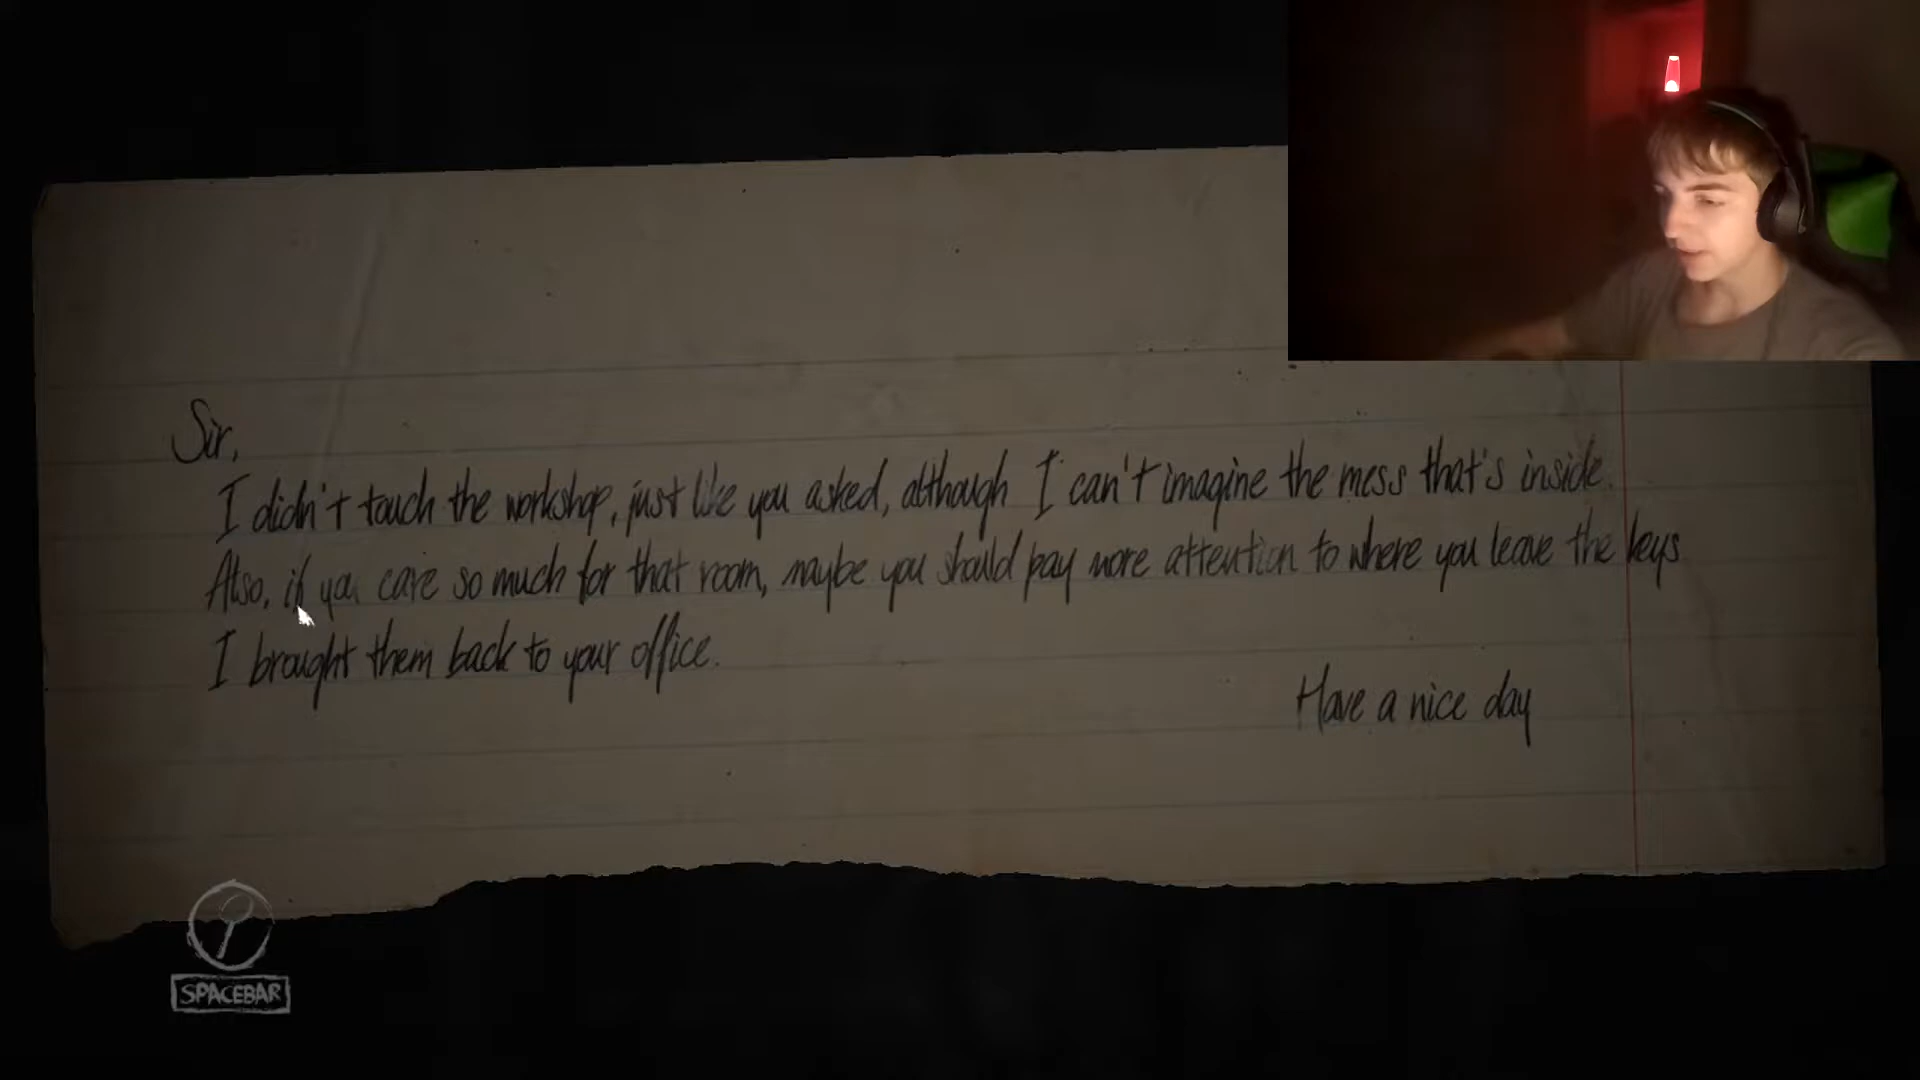 Sir,
I didn't touch the workshop, just like you asked, although I can't imagine the mess that's inside.
Also, if you care so much for that room, maybe you should pay more attention to where you leave the keys
I brought them back to your office.
Have a nice day
SPACEBAR